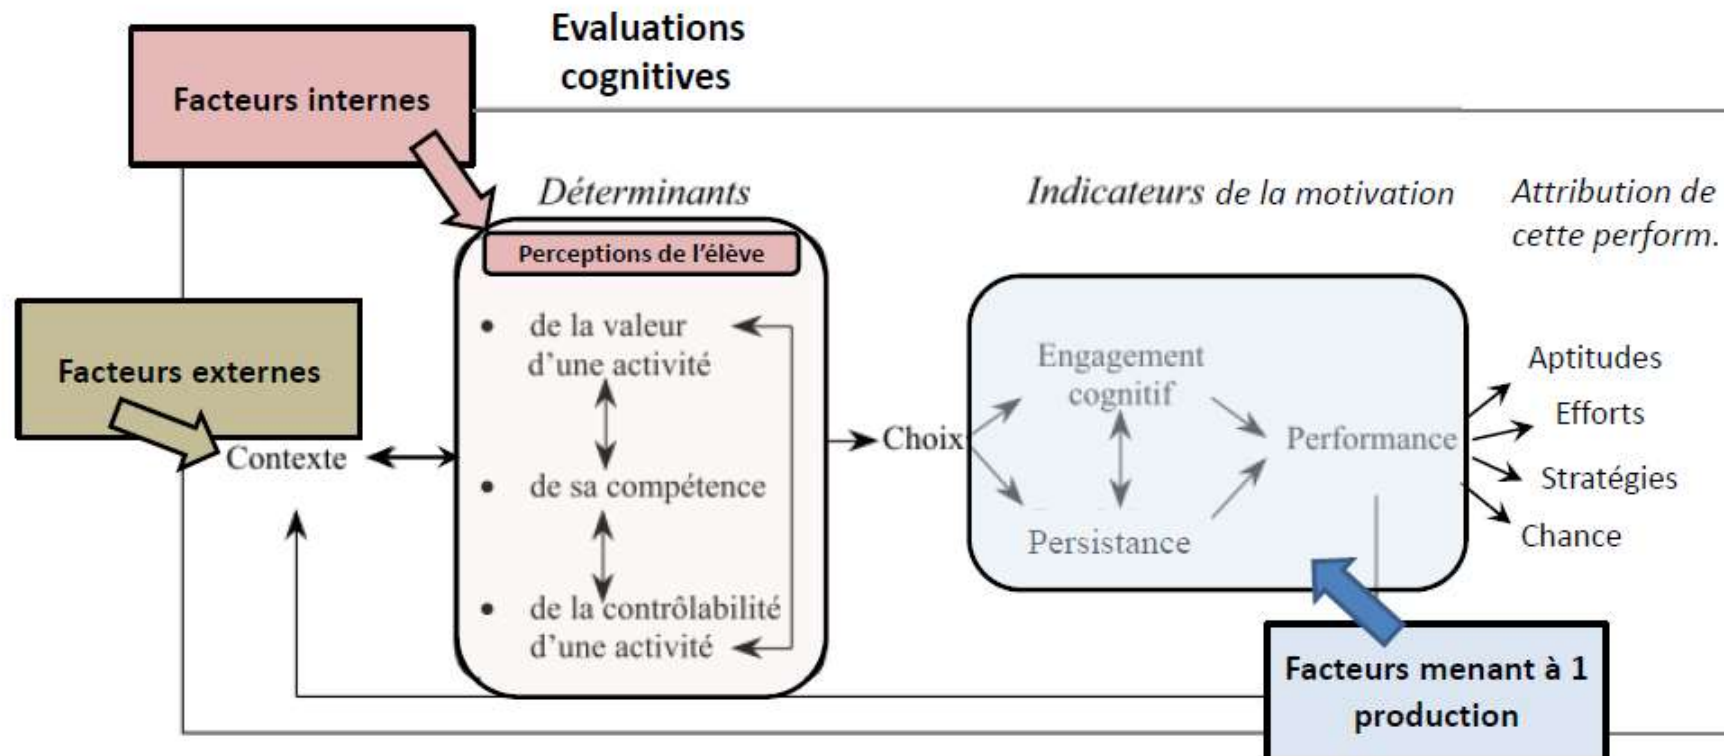 Evaluations
cognitives
Facteurs internes
Déterminants
Indicateurs de la motivation
Attribution de
cette perform.
Perceptions de l'élève
• de la valeur
d'une activité
Facteurs externes
Contexte
• de sa compétence
• de la contrôlabilité
d'une activité
Choix
Engagement
cognitif
Performance
Persistance
Aptitudes
Efforts
Stratégies
Chance
Facteurs menant à 1
production